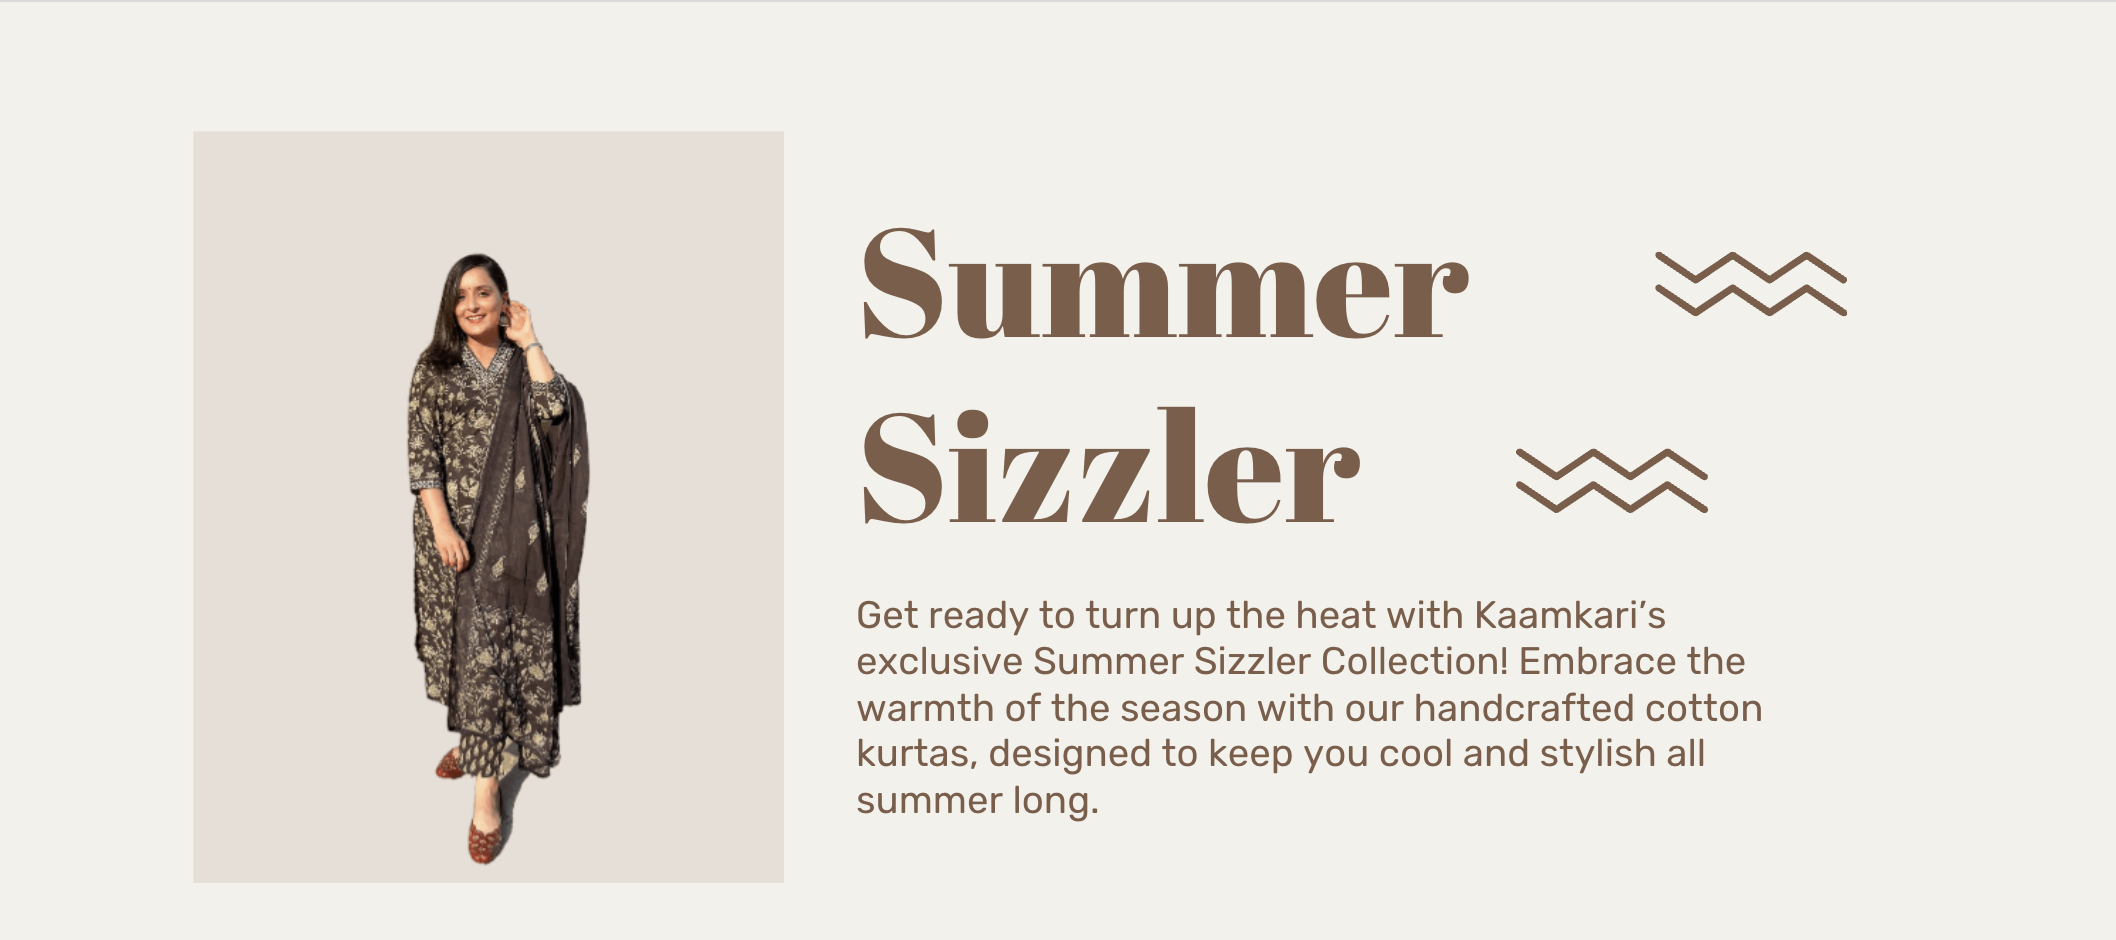 Summer
Sizzler
Get ready to turn up the heat with Kaamkari’s
exclusive Summer Sizzler Collection! Embrace the
warmth of the season with our handcrafted cotton
kurtas, designed to keep you cool and stylish all
summer long.